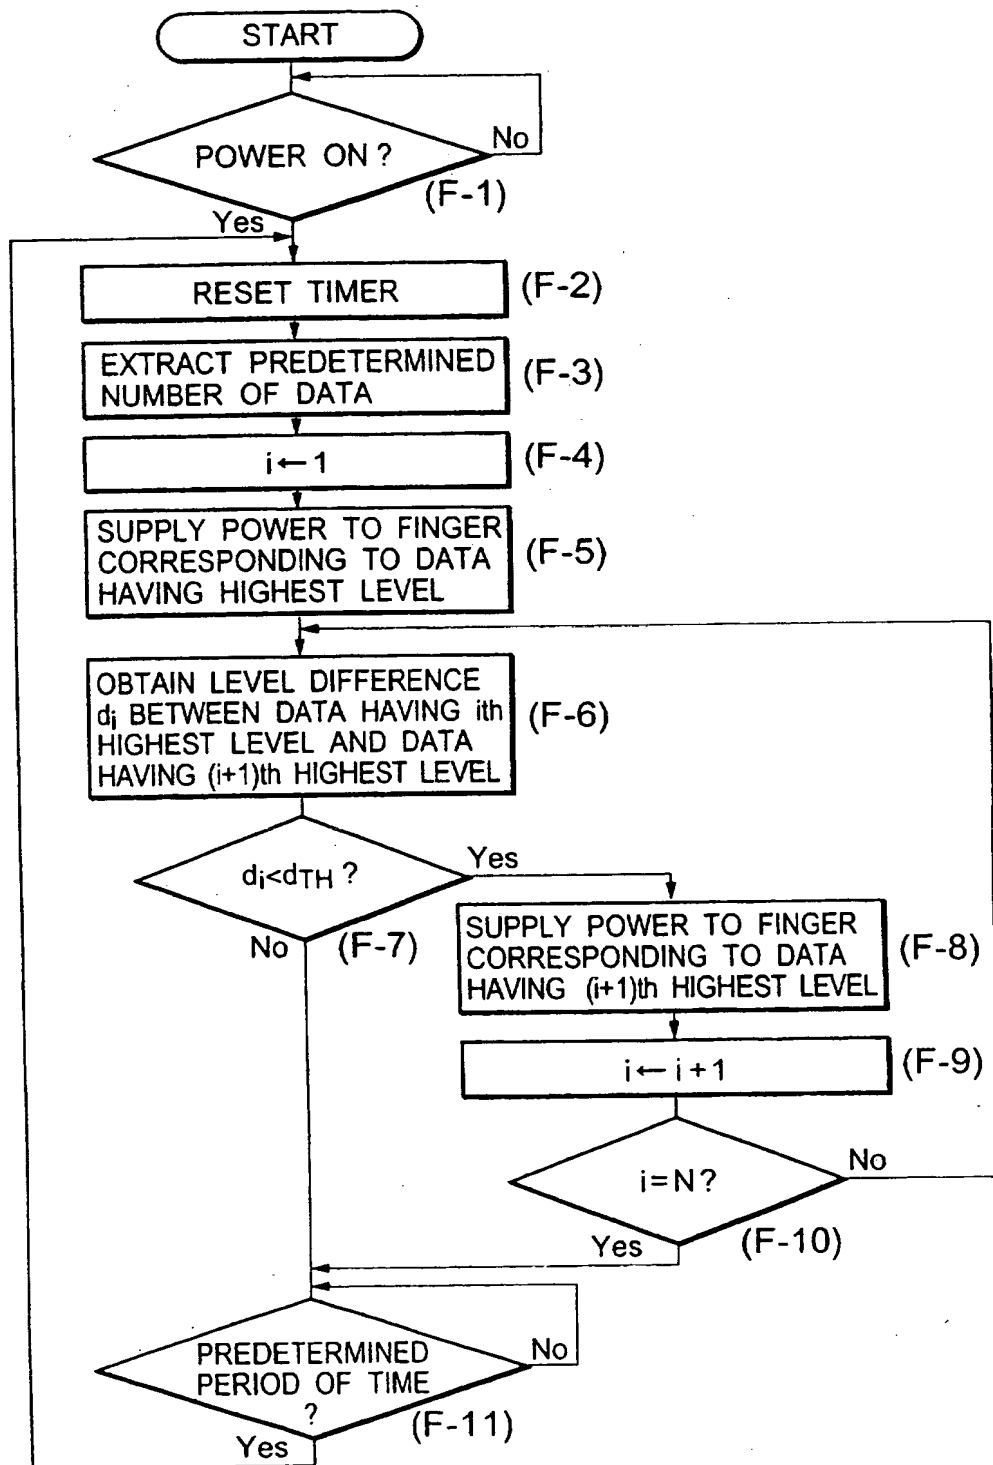 START
POWER ON ?
No
(F-1)
Yes
RESET TIMER
(F-2)
EXTRACT PREDETERMINED
NUMBER OF DATA
(F-3)
i ← 1
(F-4)
SUPPLY POWER TO FINGER
CORRESPONDING TO DATA
HAVING HIGHEST LEVEL
(F-5)
OBTAIN LEVEL DIFFERENCE
di BETWEEN DATA HAVING ith
HIGHEST LEVEL AND DATA
HAVING (i+1)th HIGHEST LEVEL
(F-6)
di<dTH ?
Yes
No
(F-7)
SUPPLY POWER TO FINGER
CORRESPONDING TO DATA
HAVING (i+1)th HIGHEST LEVEL
(F-8)
i ← i + 1
(F-9)
i = N ?
No
Yes
(F-10)
PREDETERMINED
PERIOD OF TIME
?
No
(F-11)
Yes